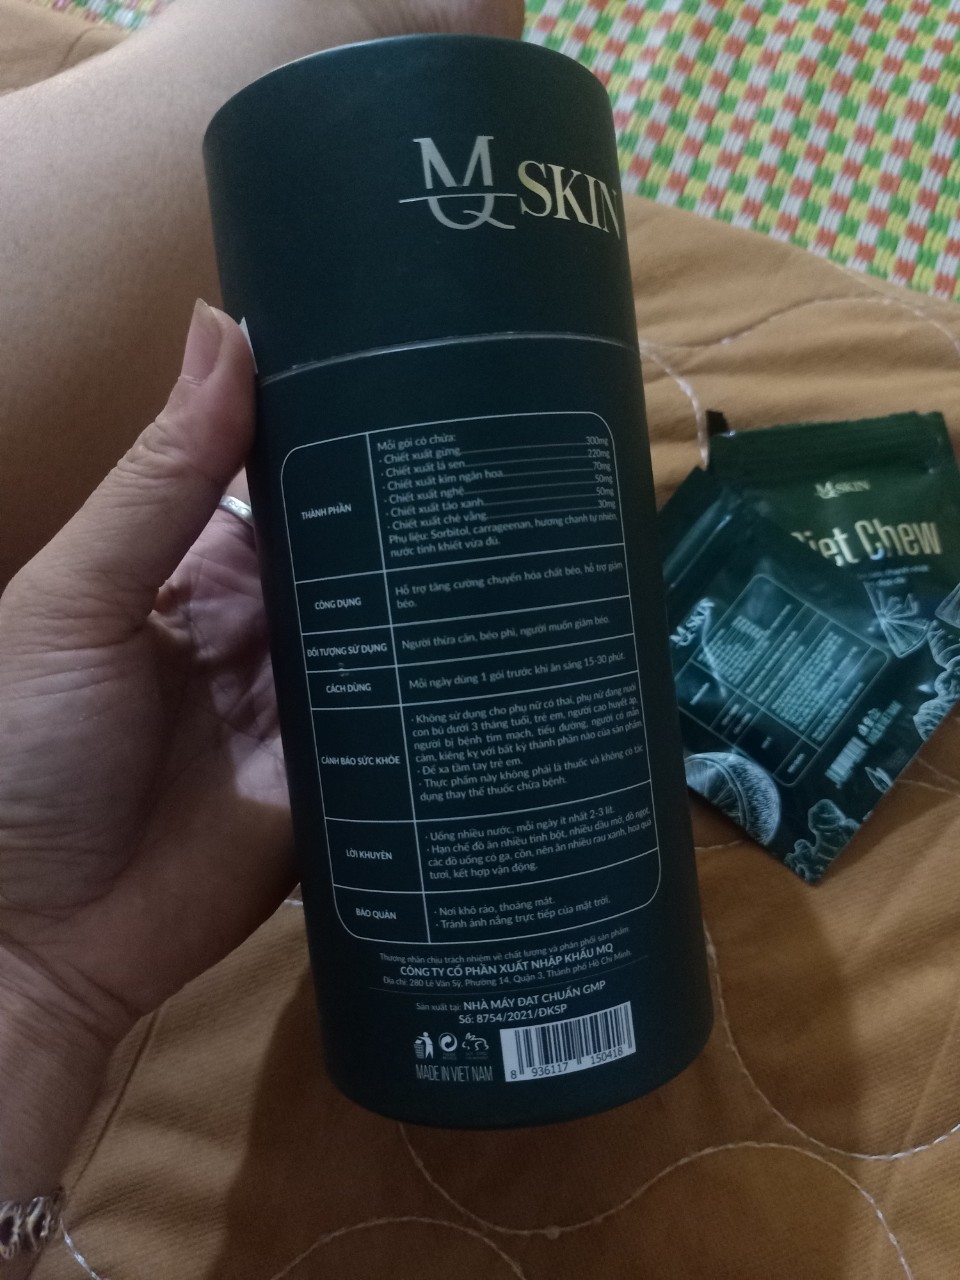 MQ SKIN
THÀNH PHẦN
Mỗi gói có chứa:
- Chiết xuất gừng 300mg
- Chiết xuất lá sen 220mg
- Chiết xuất kim ngân hoa 70mg
- Chiết xuất nghệ 50mg
- Chiết xuất táo xanh 50mg
- Chiết xuất chè vằng 30mg
Phụ liệu: Sorbitol, carrageenan, hương chanh tự nhiên,
nước tinh khiết vừa đủ.
CÔNG DỤNG
Hỗ trợ tăng cường chuyển hóa chất béo, hỗ trợ giảm
béo.
ĐỐI TƯỢNG SỬ DỤNG
Người thừa cân, béo phì, người muốn giảm béo.
CÁCH DÙNG
Mỗi ngày dùng 1 gói trước khi ăn sáng 15-30 phút.
CẢNH BÁO SỨC KHỎE
- Không sử dụng cho phụ nữ có thai, phụ nữ đang nuôi
con bú dưới 3 tháng tuổi, trẻ em, người cao huyết áp,
người bị bệnh tim mạch, tiểu đường, người có mẫn
cảm, kiêng kỵ với bất kỳ thành phần nào của sản phẩm.
- Để xa tầm tay trẻ em.
- Thực phẩm này không phải là thuốc và không có tác
dụng thay thế thuốc chữa bệnh.
LỜI KHUYÊN
- Uống nhiều nước, mỗi ngày ít nhất 2-3 lít.
- Hạn chế đồ ăn nhiều tinh bột, nhiều dầu mỡ, đồ ngọt,
các đồ uống có ga, cồn, nên ăn nhiều rau xanh, hoa quả
tươi, kết hợp vận động.
BẢO QUẢN
- Nơi khô ráo, thoáng mát.
- Tránh ánh nắng trực tiếp của mặt trời.
Thương nhân chịu trách nhiệm về chất lượng và phân phối sản phẩm
CÔNG TY CỔ PHẦN XUẤT NHẬP KHẨU MQ
Địa chỉ: 280 Lê Văn Sỹ, Phường 14, Quận 3, Thành phố Hồ Chí Minh.
Sản xuất tại: NHÀ MÁY ĐẠT CHUẨN GMP
Số: 8754/2021/ĐKSP
MADE IN VIET NAM
8 936117 150418
MQ SKIN
Diet Chew
MQ SKIN